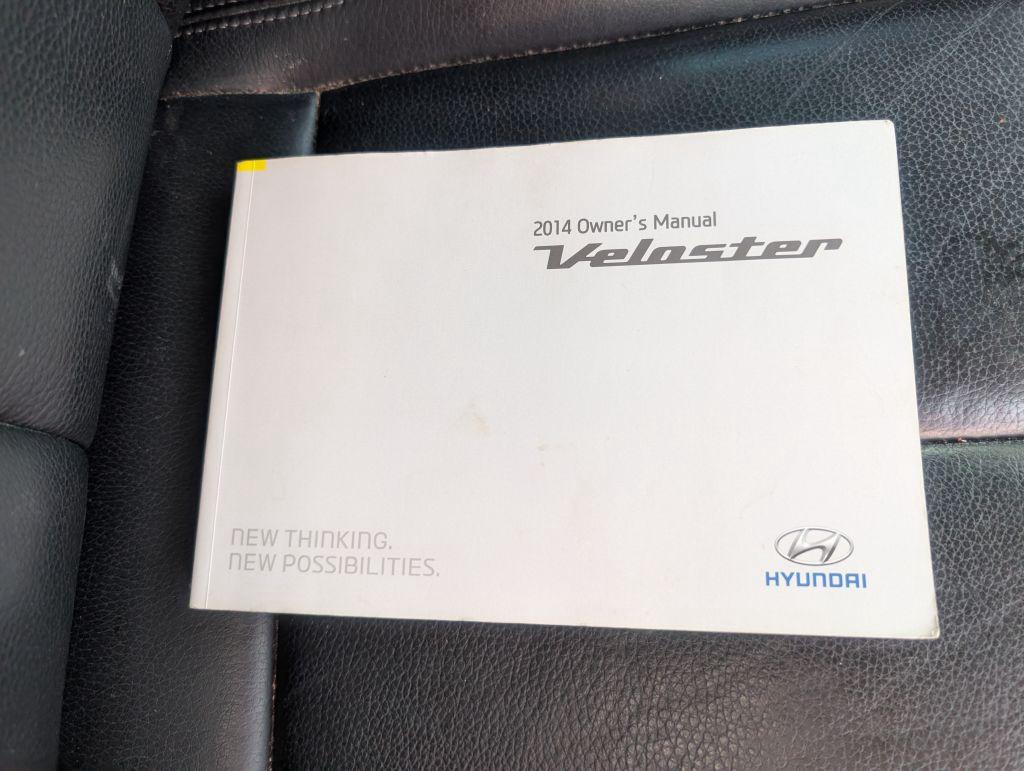 2014 Owner's Manual
Veloster
NEW THINKING.
NEW POSSIBILITIES.
HYUNDAI